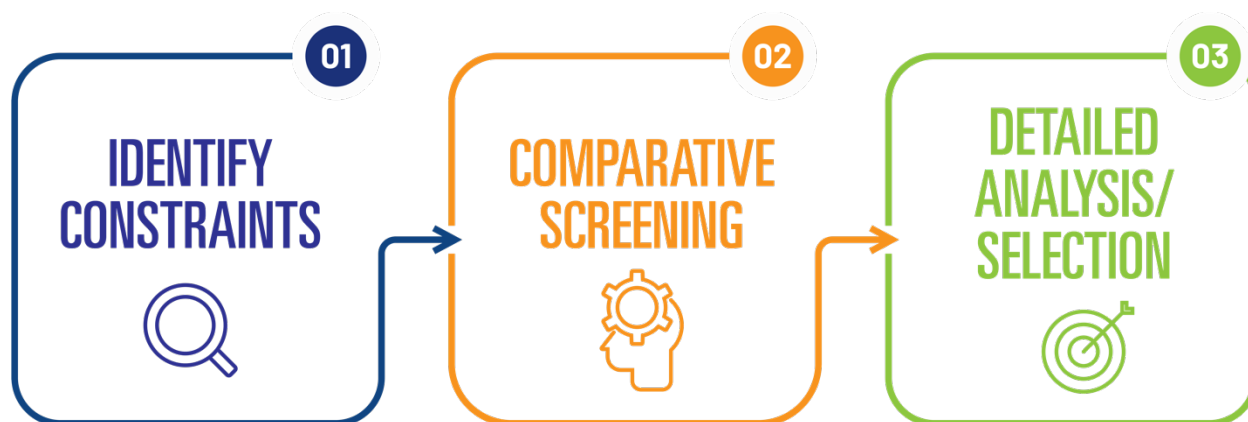 01
IDENTIFY
CONSTRAINTS
02
COMPARATIVE
SCREENING
03
DETAILED
ANALYSIS/
SELECTION